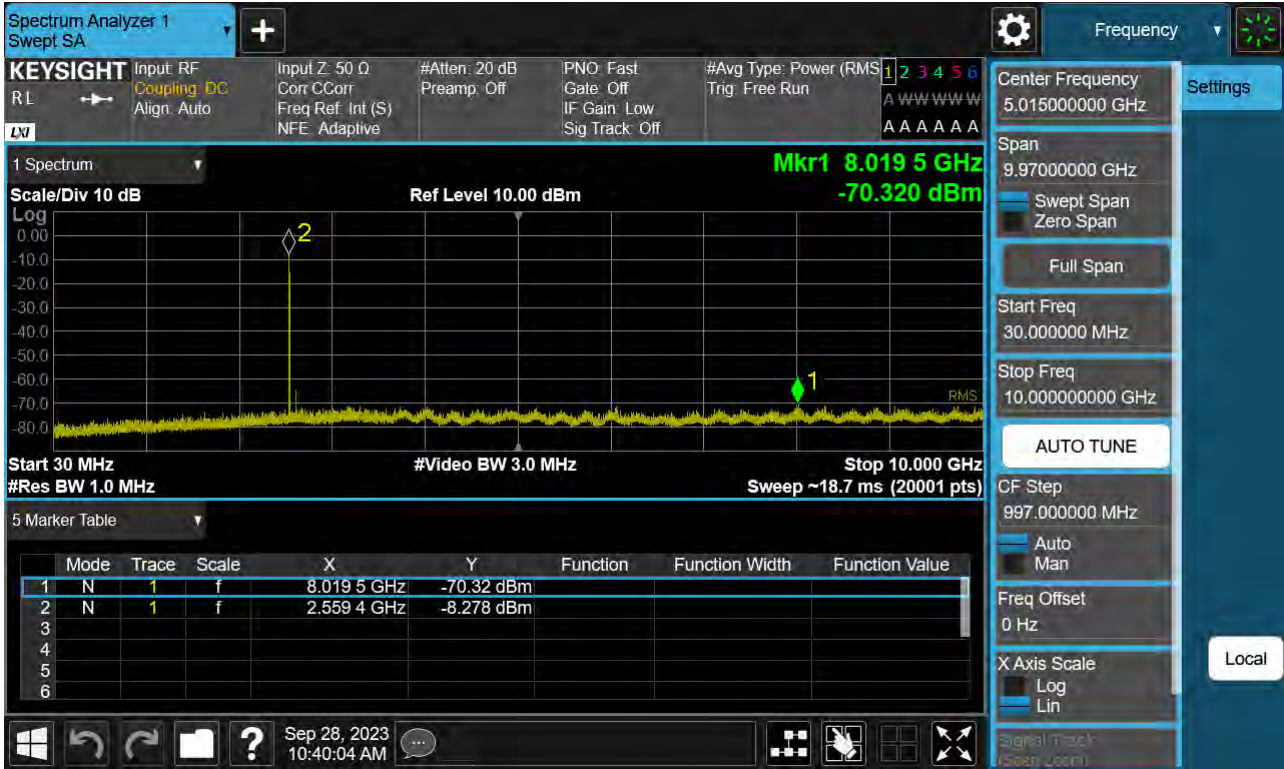 Spectrum Analyzer 1
Swept SA
+
Frequency
KEYSIGHT
RL
LXI
Input: RF
Coupling: DC
Align: Auto
Input Z: 50 Ω
Corr CCorr
Freq Ref: Int (S)
NFE: Adaptive
#Atten: 20 dB
Preamp: Off
PNO: Fast
Gate: Off
IF Gain: Low
Sig Track: Off
#Avg Type: Power (RMS
Trig: Free Run
1 2 3 4 5 6
A W W W W W
A A A A A A
1 Spectrum
Scale/Div 10 dB
Ref Level 10.00 dBm
Mkr1 8.019 5 GHz
-70.320 dBm
Log
0.00
-10.0
-20.0
-30.0
-40.0
-50.0
-60.0
-70.0
-80.0
2
1
RMS
Start 30 MHz
#Video BW 3.0 MHz
Stop 10.000 GHz
#Res BW 1.0 MHz
Sweep ~18.7 ms (20001 pts)
5 Marker Table
Mode Trace Scale X Y Function Function Width Function Value
1 N 1 f 8.019 5 GHz -70.32 dBm
2 N 1 f 2.559 4 GHz -8.278 dBm
3
4
5
6
?
Sep 28, 2023
10:40:04 AM
Center Frequency
5.015000000 GHz
Settings
Span
9.97000000 GHz
Swept Span
Zero Span
Full Span
Start Freq
30.000000 MHz
Stop Freq
10.000000000 GHz
AUTO TUNE
CF Step
997.000000 MHz
Auto
Man
Freq Offset
0 Hz
X Axis Scale
Log
Lin
Local
Signal Track
(Span Zoom)